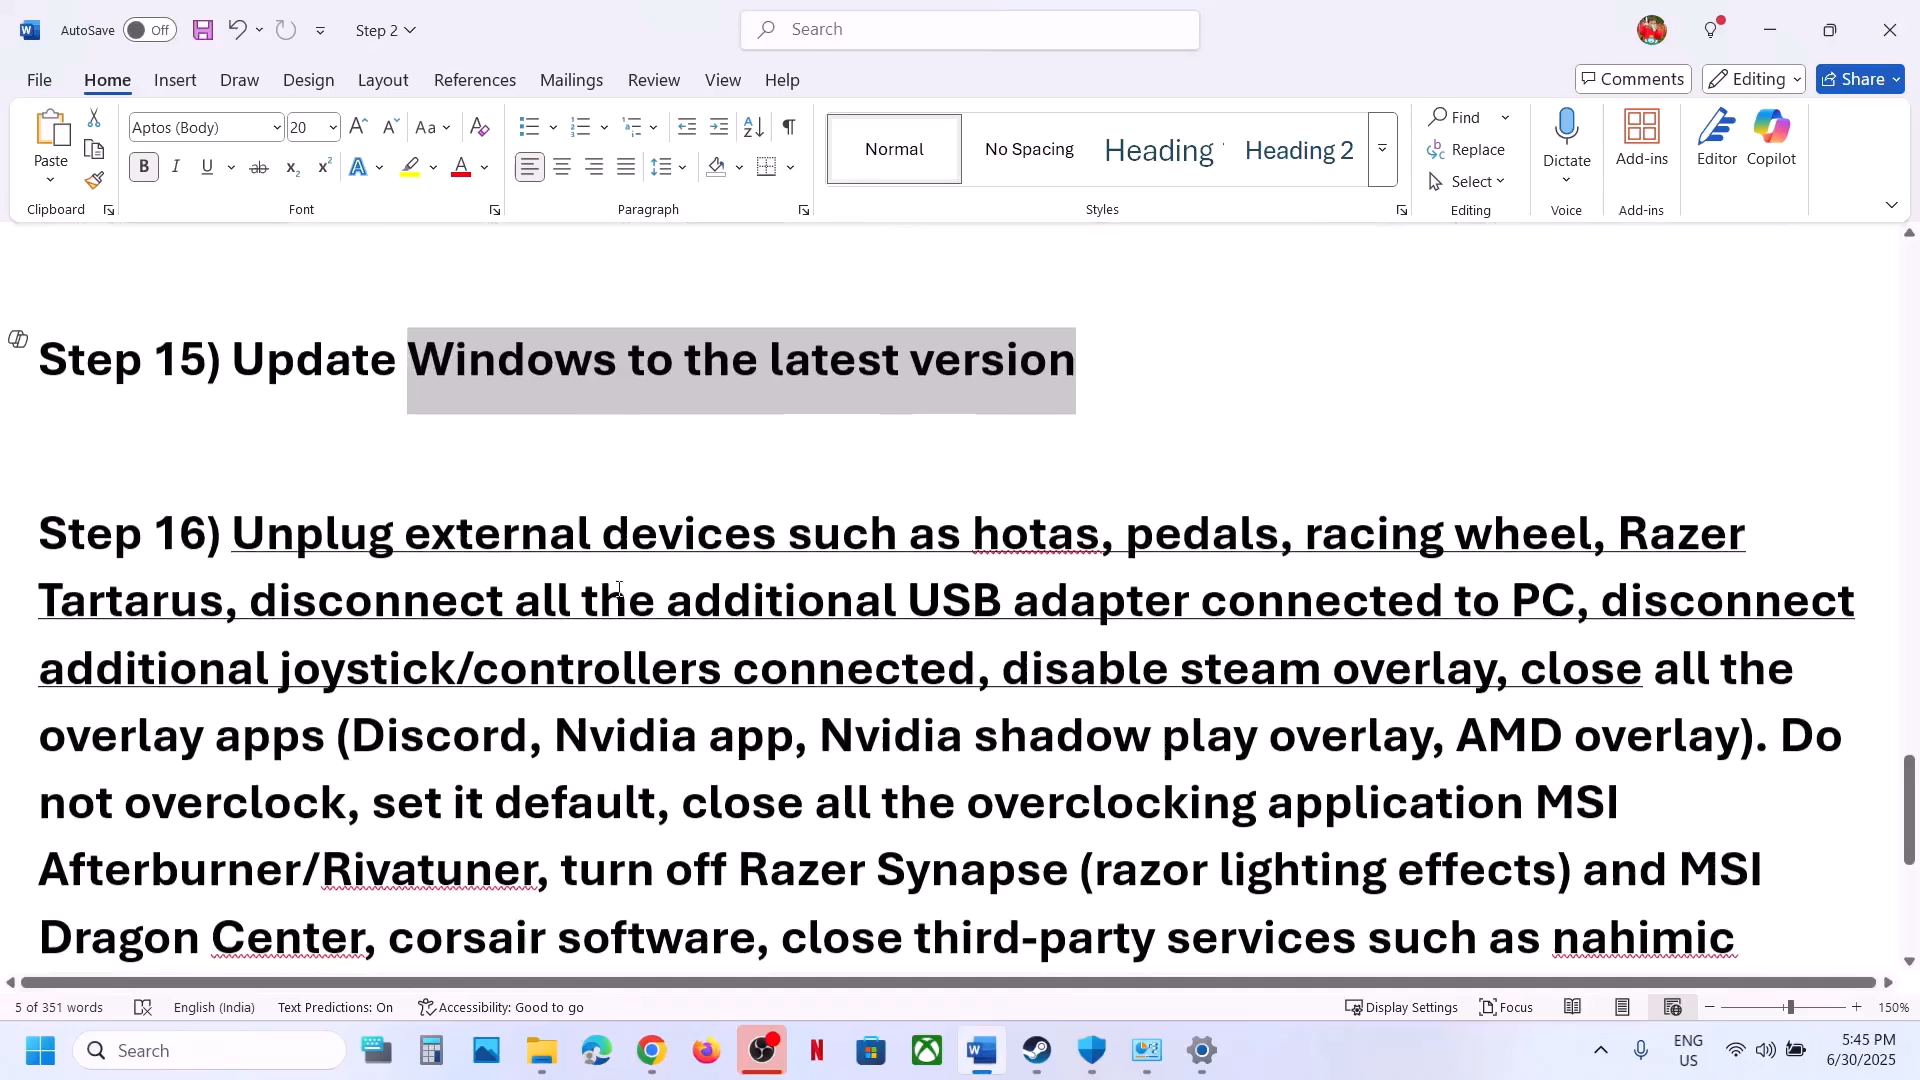 AutoSave Off Step 2 Search
File Home Insert Draw Design Layout References Mailings Review View Help Comments Editing Share
Paste Aptos (Body) 20 Aa Normal No Spacing Heading Heading 2 Find Replace Select Dictate Add-ins Editor Copilot
Clipboard Font Paragraph Styles Editing Voice Add-ins
Step 15) Update Windows to the latest version
Step 16) Unplug external devices such as hotas, pedals, racing wheel, Razer
Tartarus, disconnect all the additional USB adapter connected to PC, disconnect
additional joystick/controllers connected, disable steam overlay, close all the
overlay apps (Discord, Nvidia app, Nvidia shadow play overlay, AMD overlay). Do
not overclock, set it default, close all the overclocking application MSI
Afterburner/Rivatuner, turn off Razer Synapse (razor lighting effects) and MSI
Dragon Center, corsair software, close third-party services such as nahimic
5 of 351 words English (India) Text Predictions: On Accessibility: Good to go Display Settings Focus 150%
Search ENG US 5:45 PM 6/30/2025